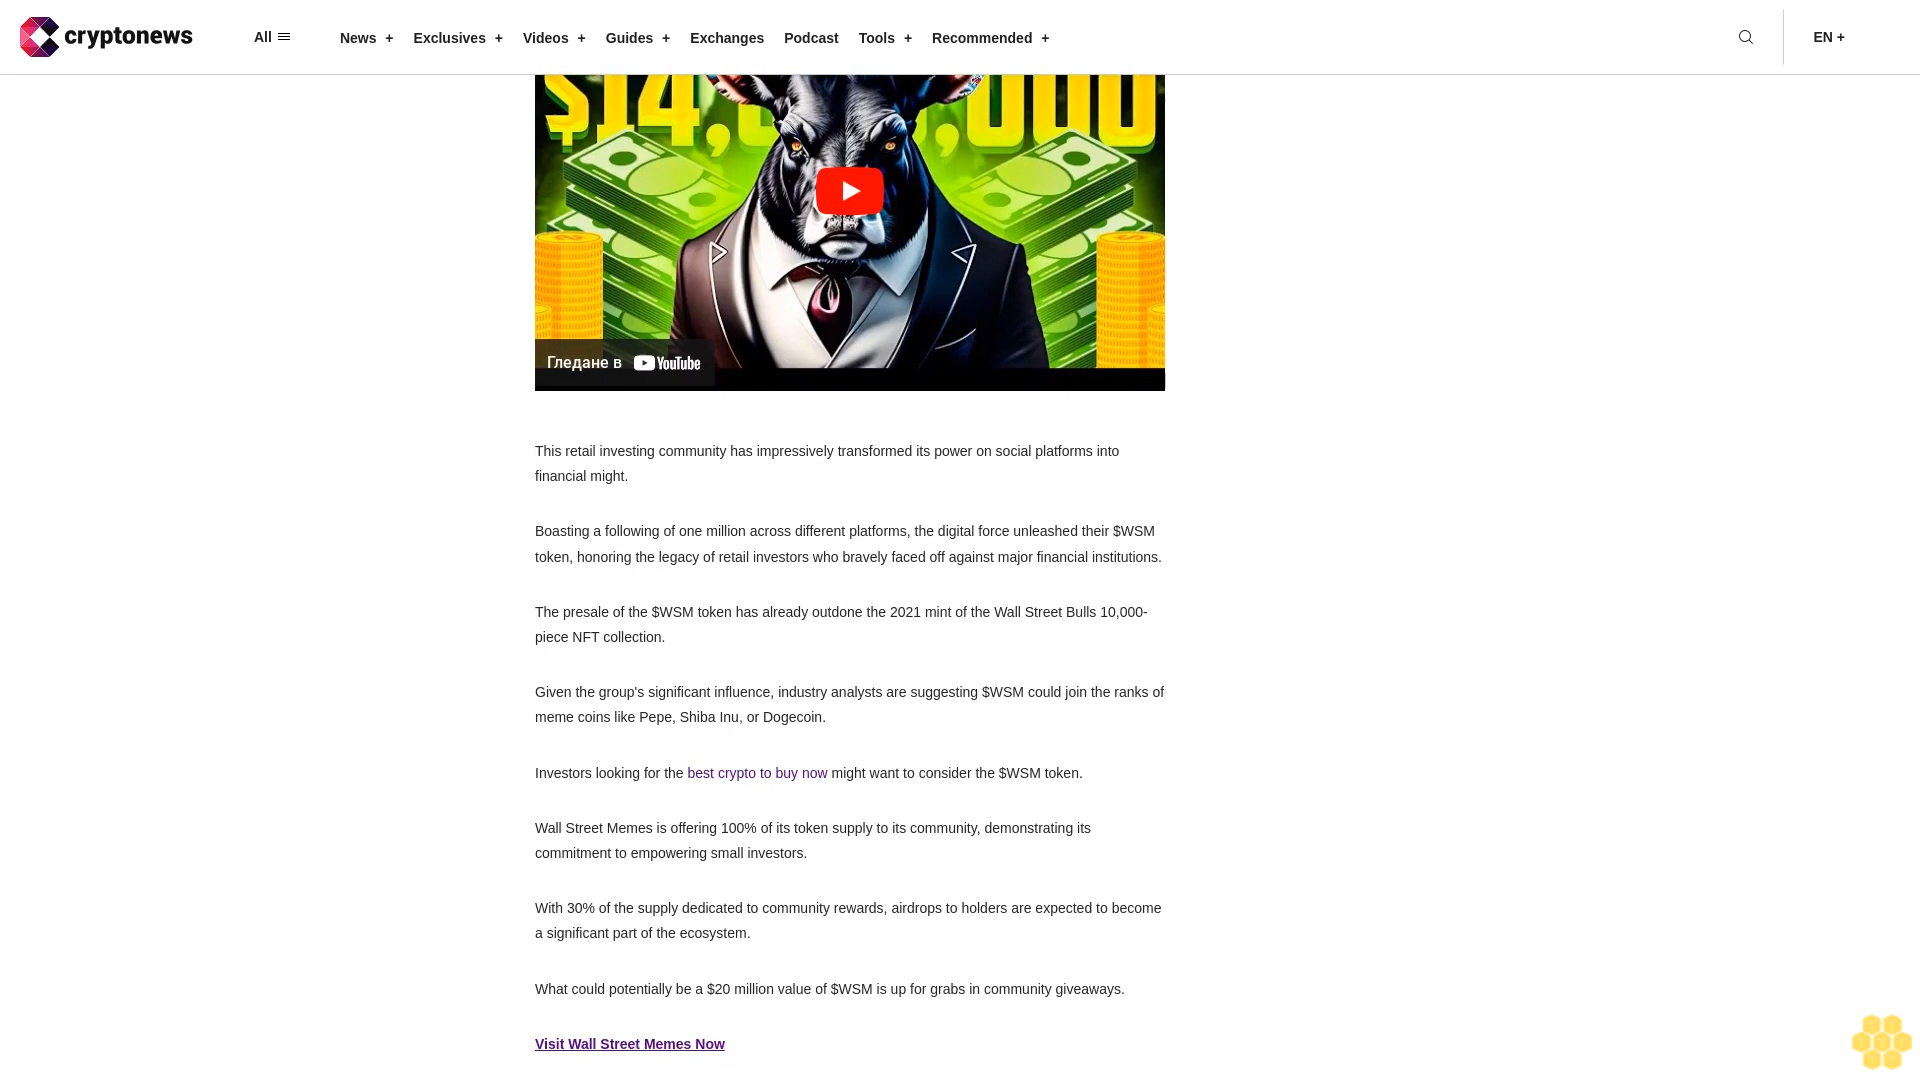 cryptonews
All
News +
Exclusives +
Videos +
Guides +
Exchanges
Podcast
Tools +
Recommended +
EN +
Гледане в YouTube
This retail investing community has impressively transformed its power on social platforms into
financial might.
Boasting a following of one million across different platforms, the digital force unleashed their $WSM
token, honoring the legacy of retail investors who bravely faced off against major financial institutions.
The presale of the $WSM token has already outdone the 2021 mint of the Wall Street Bulls 10,000-
piece NFT collection.
Given the group's significant influence, industry analysts are suggesting $WSM could join the ranks of
meme coins like Pepe, Shiba Inu, or Dogecoin.
Investors looking for the best crypto to buy now might want to consider the $WSM token.
Wall Street Memes is offering 100% of its token supply to its community, demonstrating its
commitment to empowering small investors.
With 30% of the supply dedicated to community rewards, airdrops to holders are expected to become
a significant part of the ecosystem.
What could potentially be a $20 million value of $WSM is up for grabs in community giveaways.
Visit Wall Street Memes Now